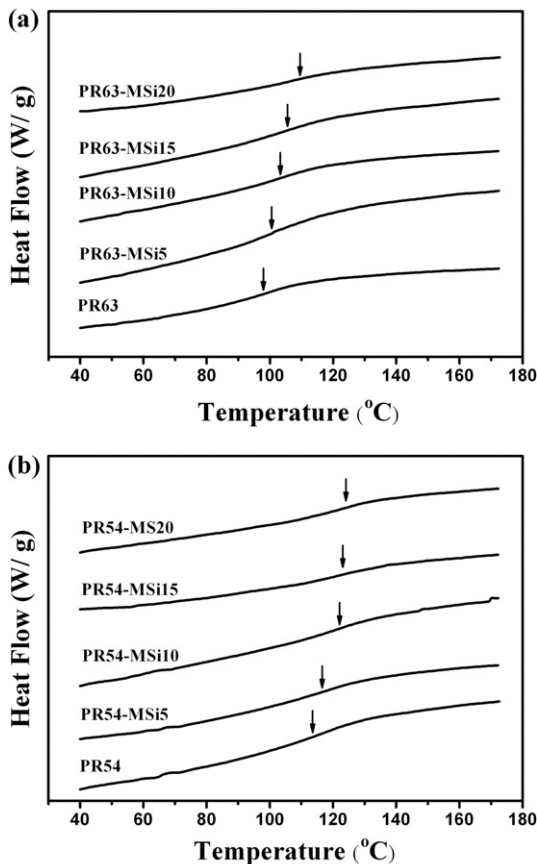 (a)
Heat Flow (W/ g)
PR63-MSi20
PR63-MSi15
PR63-MSi10
PR63-MSi5
PR63
40 60 80 100 120 140 160 180
Temperature (°C)
(b)
Heat Flow (W/ g)
PR54-MS20
PR54-MSi15
PR54-MSi10
PR54-MSi5
PR54
40 60 80 100 120 140 160 180
Temperature (°C)